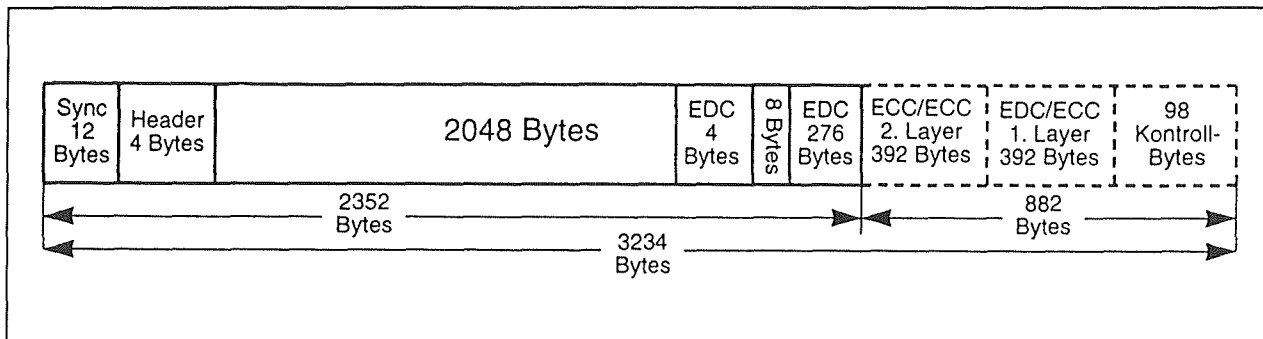 Sync
12
Bytes
Header
4 Bytes
2048 Bytes
EDC
4
Bytes
8 Bytes
EDC
276
Bytes
ECC/ECC
2. Layer
392 Bytes
EDC/ECC
1. Layer
392 Bytes
98
Kontroll-
Bytes
2352
Bytes
882
Bytes
3234
Bytes